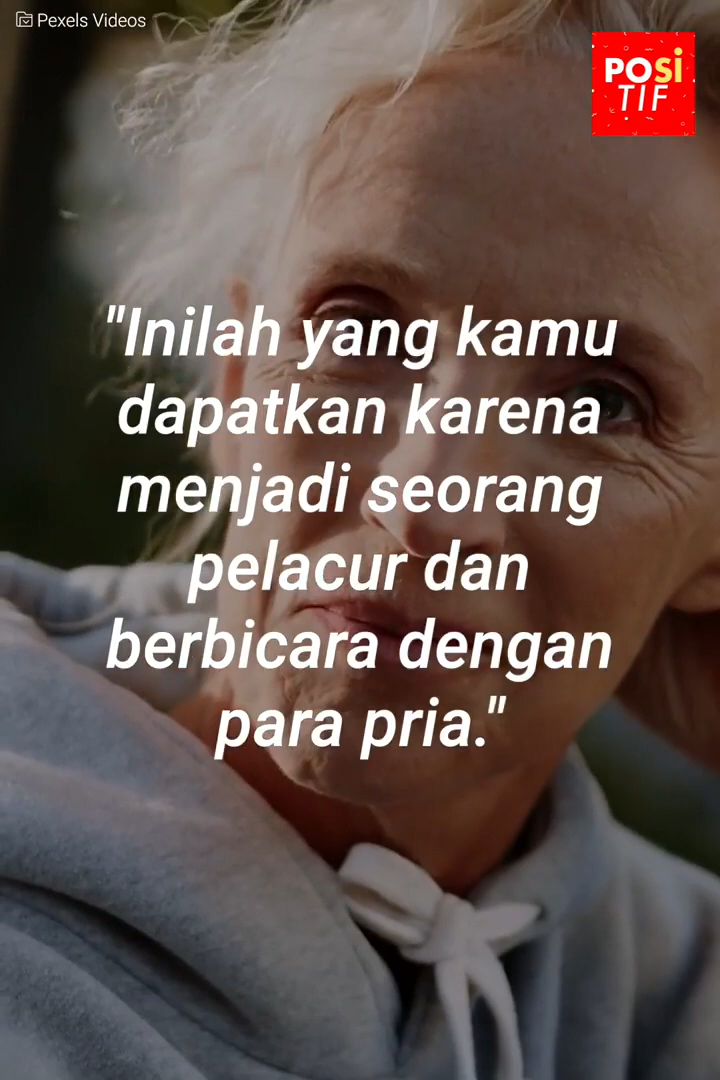 Pexels Videos
POSi
TIF
"Inilah yang kamu
dapatkan karena
menjadi seorang
pelacur dan
berbicara dengan
para pria."